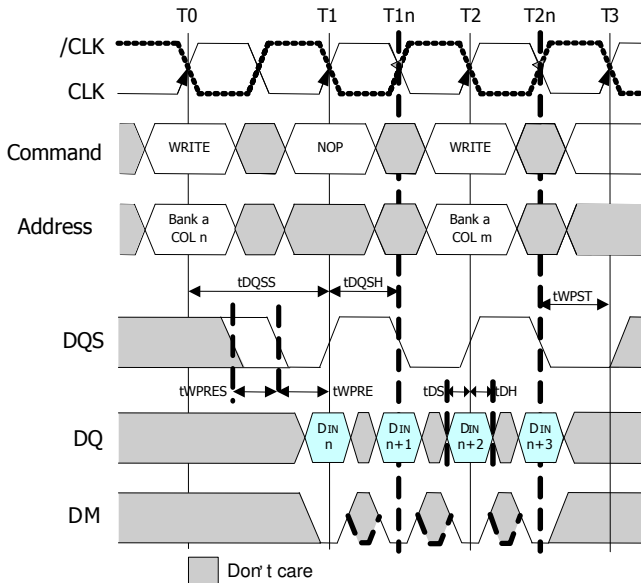 T0 T1 T1n T2 T2n T3
/CLK
CLK
Command WRITE NOP WRITE
Address Bank a COL n Bank a COL m
tDQSS tDQSH tWPST
DQS
tWPRES tWPRE tDS tDH
DQ DIN n DIN n+1 DIN n+2 DIN n+3
DM
Don't care